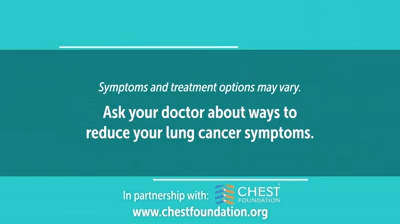 Symptoms and treatment options may vary.
Ask your doctor about ways to
reduce your lung cancer symptoms.
In partnership with: CHEST
FOUNDATION
www.chestfoundation.org